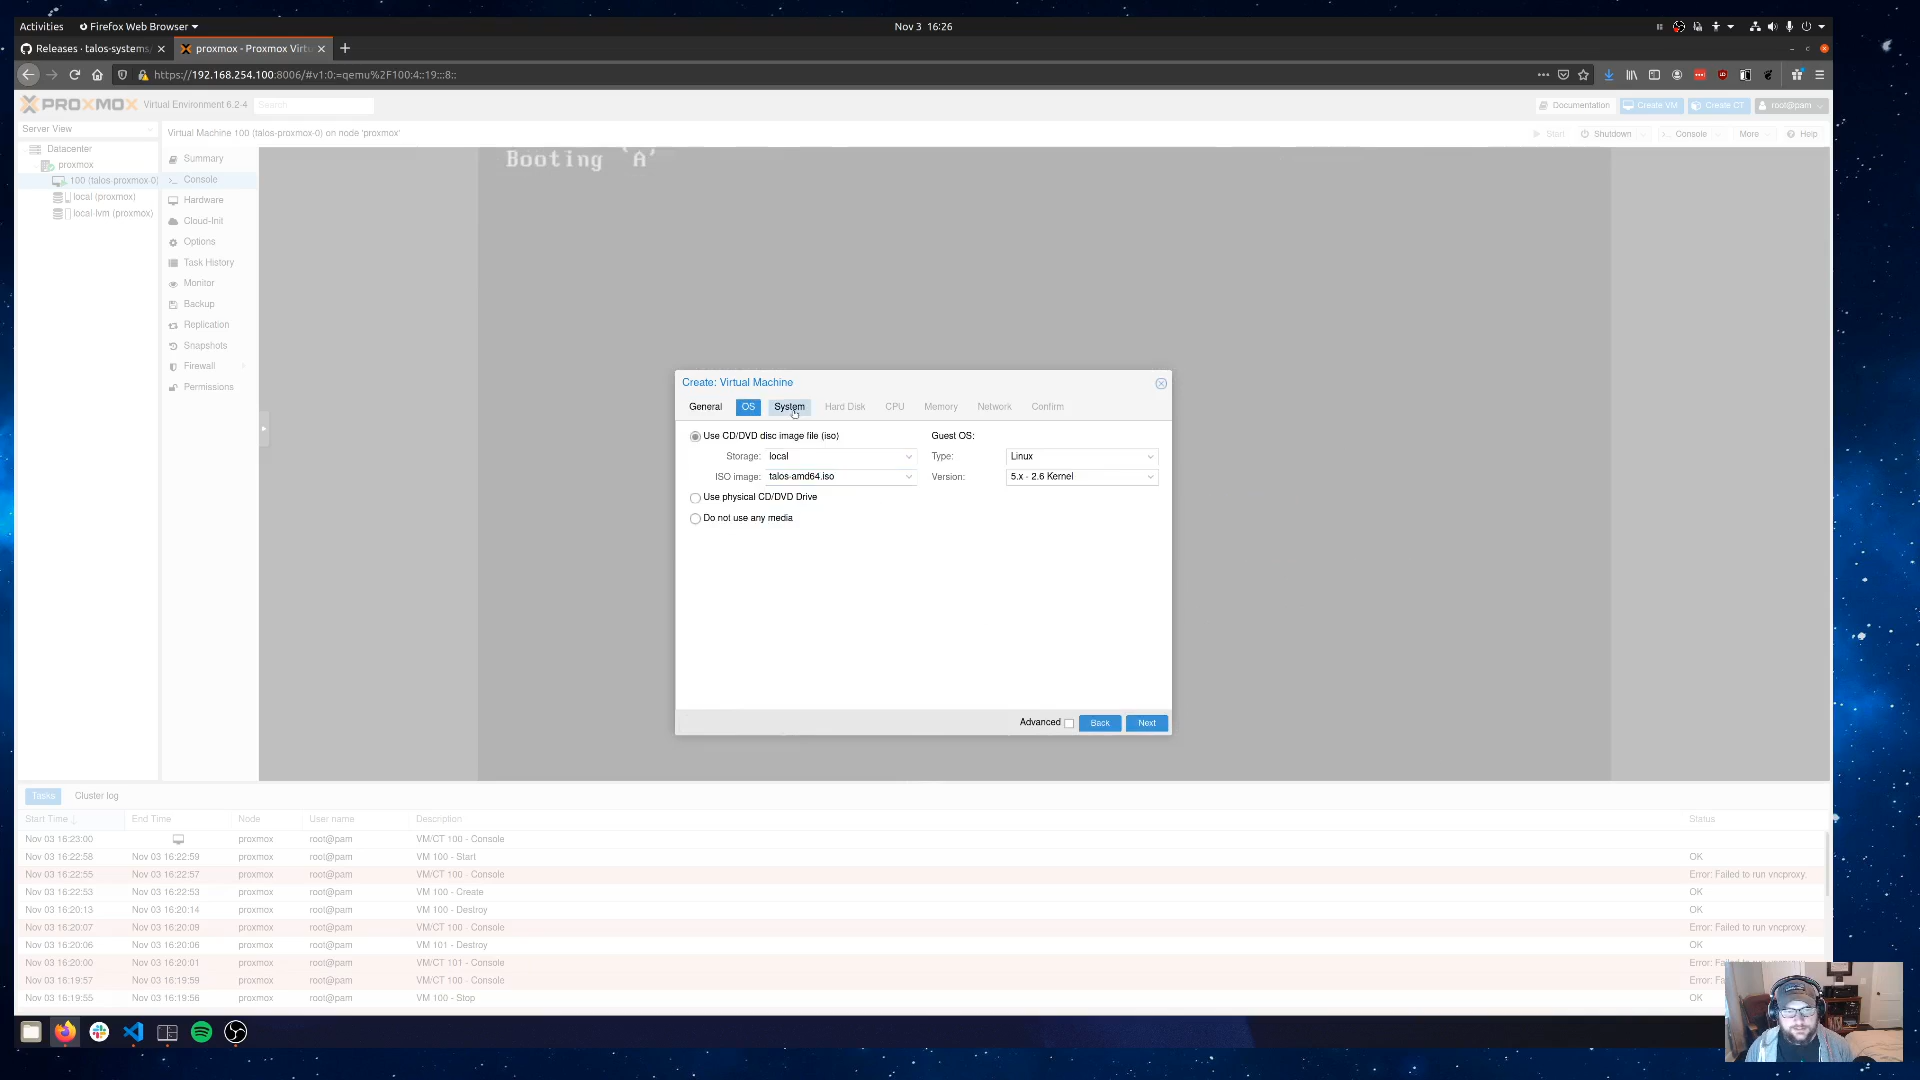 Activities
Firefox Web Browser
Nov 3 16:26
Releases · talos-systems/
proxmox - Proxmox Virtu
https://192.168.254.100:8006/#v1:0:=qemu%2F100:4::19:::8::
PROXMOX
Virtual Environment 6.2-4
Search
Documentation
Create VM
Create CT
root@pam
Server View
Virtual Machine 100 (talos-proxmox-0) on node 'proxmox'
Start
Shutdown
Console
More
Help
Datacenter
proxmox
100 (talos-proxmox-0)
local (proxmox)
local-lvm (proxmox)
Summary
Console
Hardware
Cloud-Init
Options
Task History
Monitor
Backup
Replication
Snapshots
Firewall
Permissions
Booting `A'
Create: Virtual Machine
General
OS
System
Hard Disk
CPU
Memory
Network
Confirm
Use CD/DVD disc image file (iso)
Guest OS:
Storage: local
Type: Linux
ISO image: talos-amd64.iso
Version: 5.x - 2.6 Kernel
Use physical CD/DVD Drive
Do not use any media
Advanced
Back
Next
Tasks
Cluster log
Start Time
End Time
Node
User name
Description
Status
Nov 03 16:23:00 proxmox root@pam VM/CT 100 - Console
Nov 03 16:22:58 Nov 03 16:22:59 proxmox root@pam VM 100 - Start OK
Nov 03 16:22:55 Nov 03 16:22:57 proxmox root@pam VM/CT 100 - Console Error: Failed to run vncproxy.
Nov 03 16:22:53 Nov 03 16:22:53 proxmox root@pam VM 100 - Create OK
Nov 03 16:20:13 Nov 03 16:20:14 proxmox root@pam VM 100 - Destroy OK
Nov 03 16:20:07 Nov 03 16:20:09 proxmox root@pam VM/CT 100 - Console Error: Failed to run vncproxy.
Nov 03 16:20:06 Nov 03 16:20:06 proxmox root@pam VM 101 - Destroy OK
Nov 03 16:20:00 Nov 03 16:20:01 proxmox root@pam VM/CT 101 - Console Error:
Nov 03 16:19:57 Nov 03 16:19:59 proxmox root@pam VM/CT 100 - Console Error:
Nov 03 16:19:55 Nov 03 16:19:56 proxmox root@pam VM 100 - Stop OK